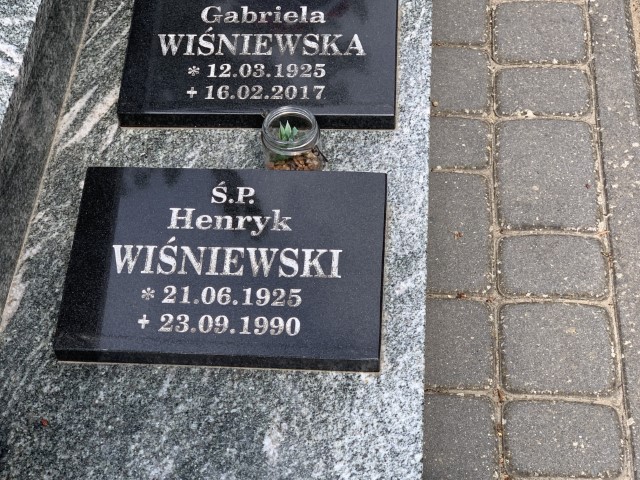 Gabriela
WIŚNIEWSKA
* 12.03.1925
+ 16.02.2017
Ś.P.
Henryk
WIŚNIEWSKI
* 21.06.1925
+ 23.09.1990